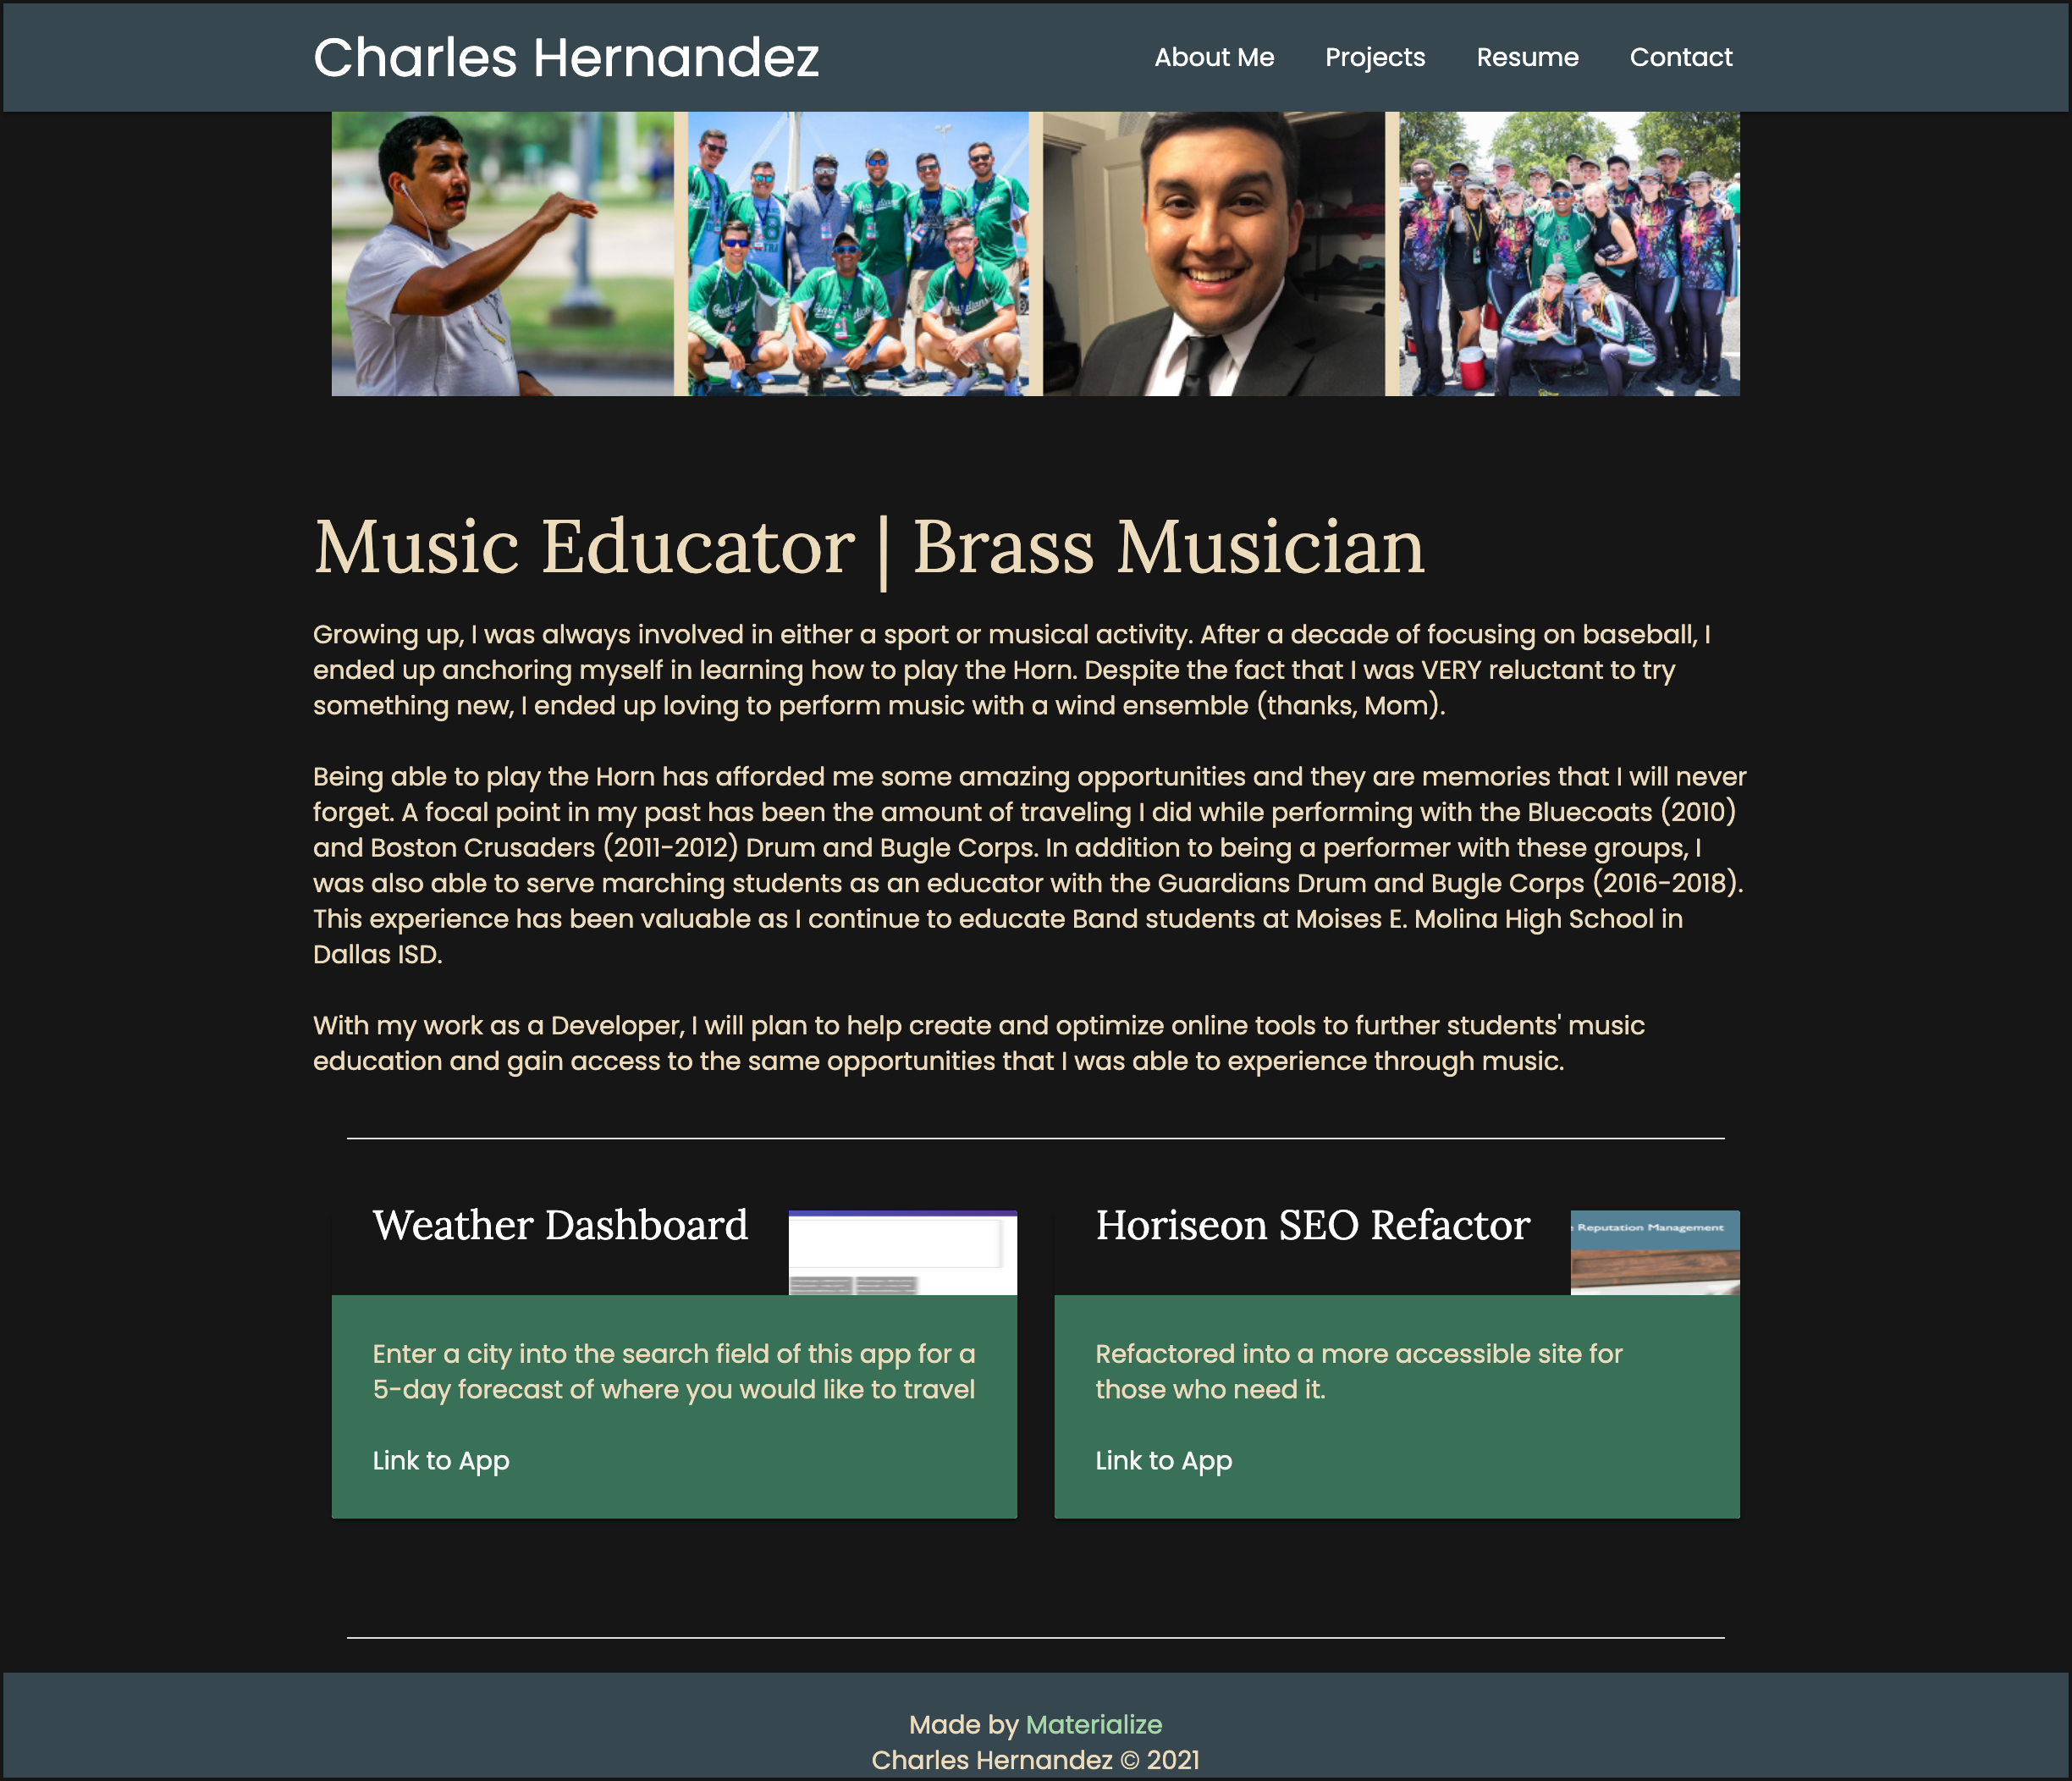 Charles Hernandez
About Me Projects Resume Contact
Music Educator | Brass Musician
Growing up, I was always involved in either a sport or musical activity. After a decade of focusing on baseball, I
ended up anchoring myself in learning how to play the Horn. Despite the fact that I was VERY reluctant to try
something new, I ended up loving to perform music with a wind ensemble (thanks, Mom).
Being able to play the Horn has afforded me some amazing opportunities and they are memories that I will never
forget. A focal point in my past has been the amount of traveling I did while performing with the Bluecoats (2010)
and Boston Crusaders (2011-2012) Drum and Bugle Corps. In addition to being a performer with these groups, I
was also able to serve marching students as an educator with the Guardians Drum and Bugle Corps (2016-2018).
This experience has been valuable as I continue to educate Band students at Moises E. Molina High School in
Dallas ISD.
With my work as a Developer, I will plan to help create and optimize online tools to further students' music
education and gain access to the same opportunities that I was able to experience through music.
Weather Dashboard
Enter a city into the search field of this app for a
5-day forecast of where you would like to travel
Link to App
Horiseon SEO Refactor
Reputation Management
Refactored into a more accessible site for
those who need it.
Link to App
Made by Materialize
Charles Hernandez © 2021